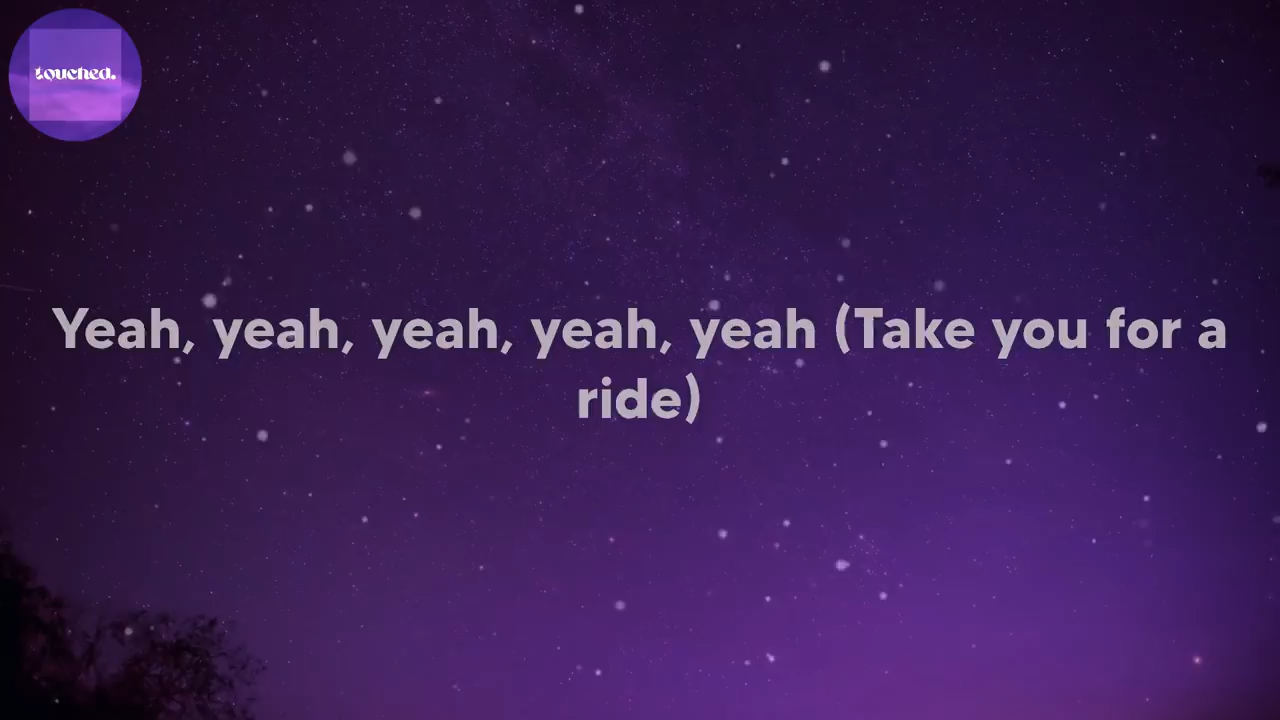 touched.
Yeah, yeah, yeah, yeah, yeah (Take you for a
ride)